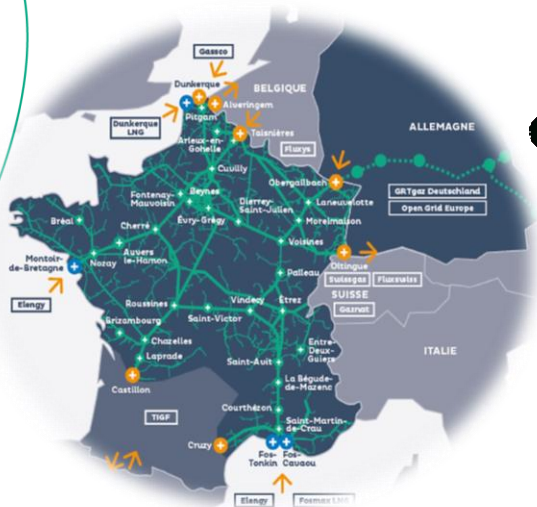 Gassco
Dunkerque
Alveringem
BELGIQUE
Dunkerque
LNG
Pitgam
Taisnières
ALLEMAGNE
Arleux-en-
Gohelle
Fluxys
Cuvilly
Obergailbach
GRTgaz Deutschland
Open Grid Europe
Fontenay-
Mauvoisin
Beynes
Dierrey-
Saint-Julien
Laneuvelotte
Morelmaison
Évry-Grégy
Bréal
Cherré
Voisines
Auvers
le-Hamon
Montoir-
de-Bretagne
Nozay
Oltingue
Palleau
Swissgas
Fluxswiss
SUISSE
Gaznat
Elengy
Roussines
Vindecy
Etrez
Brizambourg
Saint-Victor
Chazelles
Laprade
Entre-
Deux-
Guiers
ITALIE
Saint-Avit
Castillon
La Bégude-
de-Mazenc
TIGF
Courthézon
Saint-Martin-
de-Crau
Cruzy
Fos-
Tonkin
Fos-
Cavaou
Elengy
Fosmax LNG